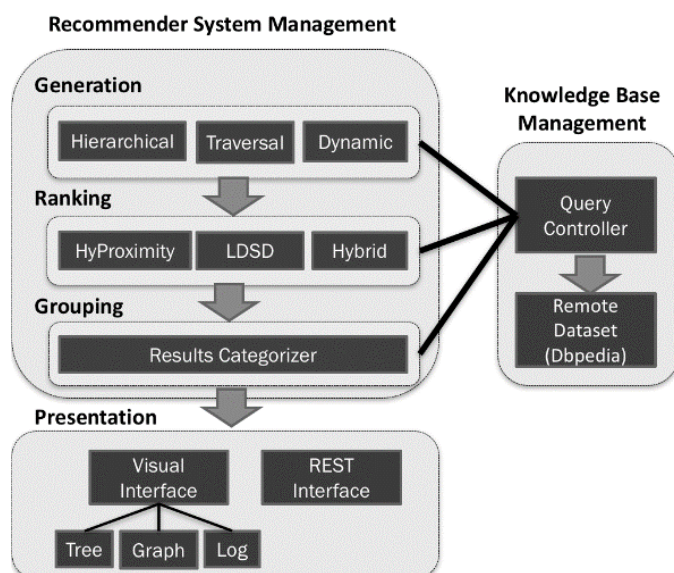 Recommender System Management
Generation
Hierarchical
Traversal
Dynamic
Ranking
HyProximity
LDSD
Hybrid
Grouping
Results Categorizer
Knowledge Base
Management
Query
Controller
Remote
Dataset
(Dbpedia)
Presentation
Visual
Interface
REST
Interface
Tree
Graph
Log